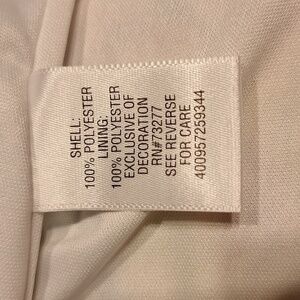 SHELL:
100% POLYESTER
LINING:
100% POLYESTER
EXCLUSIVE OF
DECORATION
RN#73277
SEE REVERSE
FOR CARE
400957259344